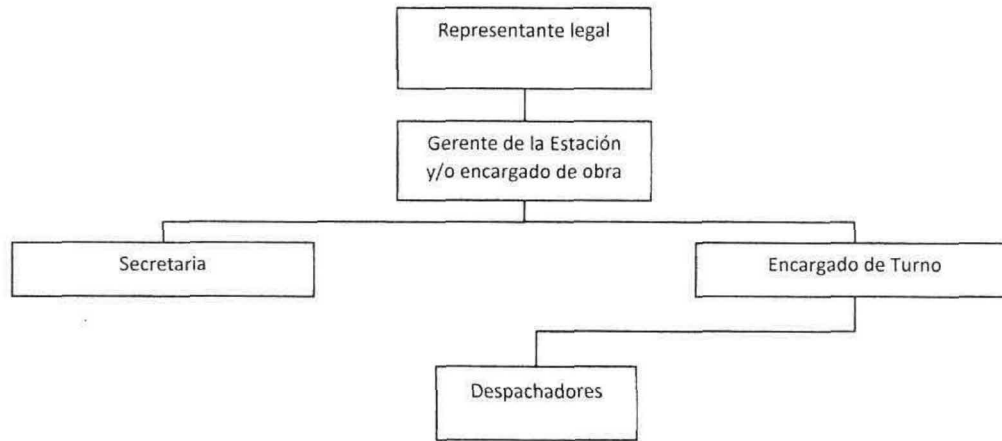 Representante legal
Gerente de la Estación
y/o encargado de obra
Secretaria
Encargado de Turno
Despachadores